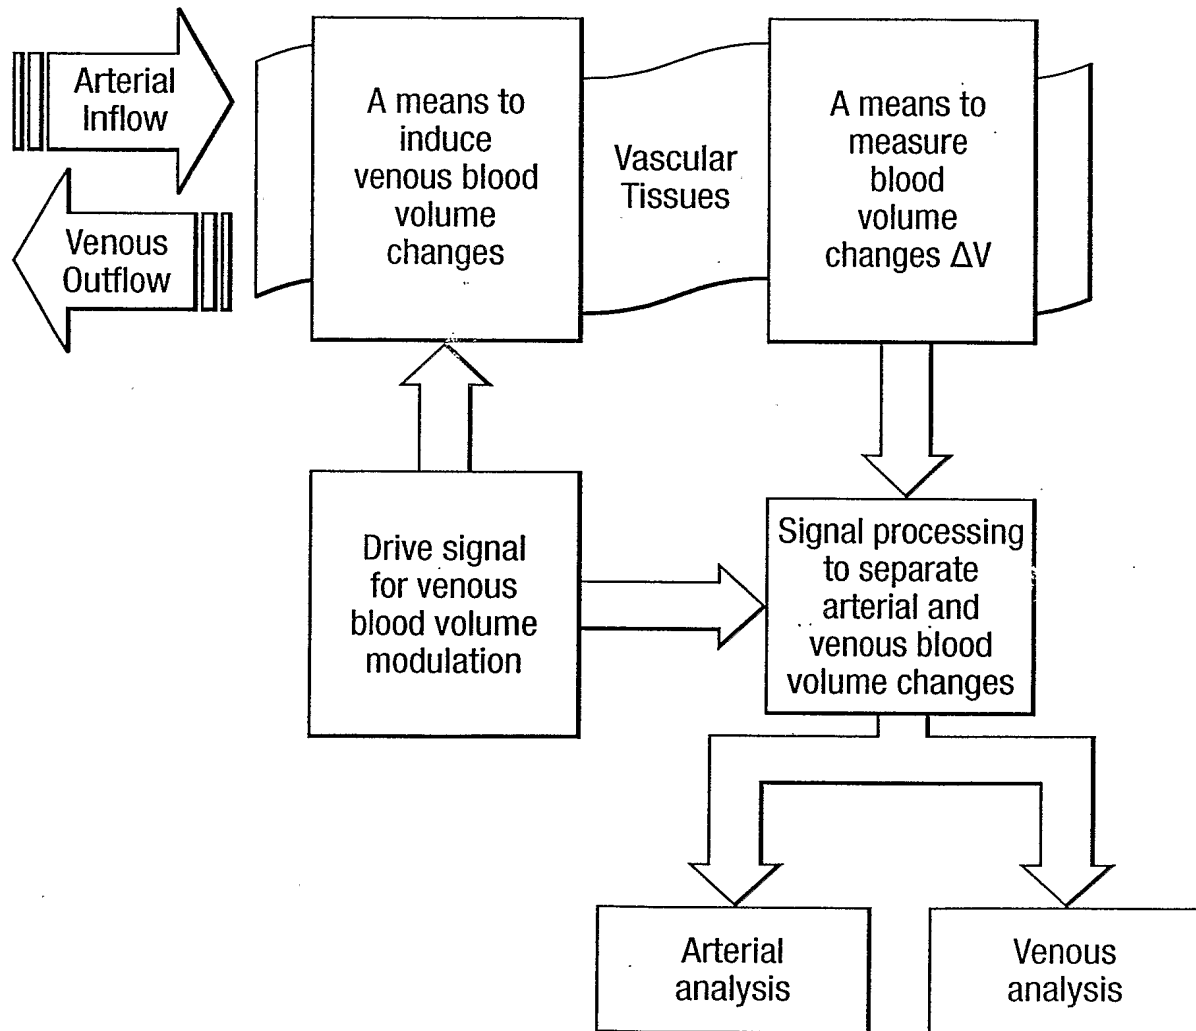 Arterial
Inflow
Venous
Outflow
A means to
induce
venous blood
volume
changes
Vascular
Tissues
A means to
measure
blood
volume
changes ΔV
Drive signal
for venous
blood volume
modulation
Signal processing
to separate
arterial and
venous blood
volume changes
Arterial
analysis
Venous
analysis